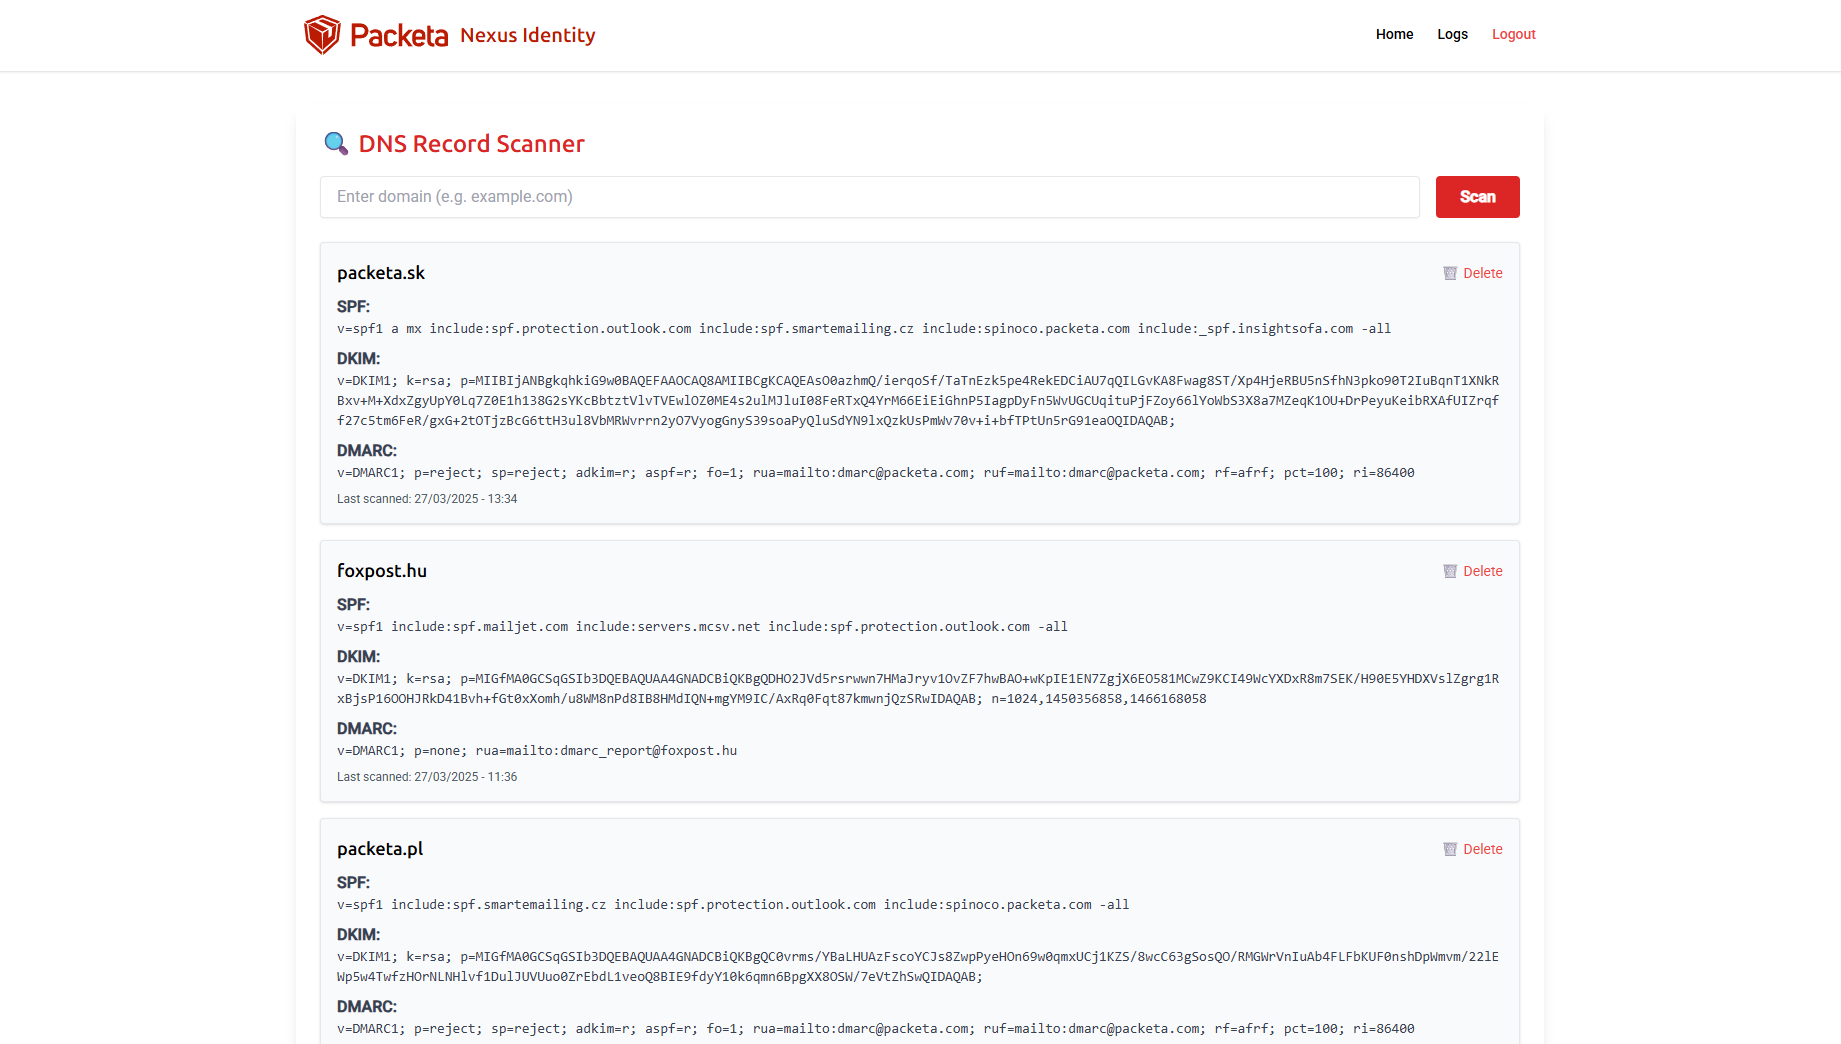 Packeta Nexus Identity
Home Logs Logout
DNS Record Scanner
Enter domain (e.g. example.com)
Scan
packeta.sk
Delete
SPF:
v=spf1 a mx include:spf.protection.outlook.com include:spf.smartemailing.cz include:spinoco.packeta.com include:_spf.insightsofa.com -all
DKIM:
v=DKIM1; k=rsa; p=MIIBIjANBgkqhkiG9w0BAQEFAAOCAQ8AMIIBCgKCAQEAsO0azhmQ/ierqoSf/TaTnEzk5pe4RekEDCiAU7qQILGvKA8Fwag8ST/Xp4HjeRBU5nSfhN3pko90T2IuBqnT1XNkR
Bxv+M+XdxZgyUpY0Lq7Z0E1h138G2sYKcBbtztVlvTVEwlOZ0ME4s2ulMJluI08FeRTxQ4YrM66EiEiGhnP5IagpDyFn5WvUGCUqituPjFZoy66lYoWbS3X8a7MZeqK1OU+DrPeyuKeibRXAfUIZrqf
f27c5tm6FeR/gxG+2tOTjzBcG6ttH3ul8VbMRWvrrn2yO7VyogGnyS39soaPyQluSdYN9lxQzkUsPmWv70v+i+bfTPtUn5rG91eaOQIDAQAB;
DMARC:
v=DMARC1; p=reject; sp=reject; adkim=r; aspf=r; fo=1; rua=mailto:dmarc@packeta.com; ruf=mailto:dmarc@packeta.com; rf=afrf; pct=100; ri=86400
Last scanned: 27/03/2025 - 13:34
foxpost.hu
Delete
SPF:
v=spf1 include:spf.mailjet.com include:servers.mcsv.net include:spf.protection.outlook.com -all
DKIM:
v=DKIM1; k=rsa; p=MIGfMA0GCSqGSIb3DQEBAQUAA4GNADCBiQKBgQDHO2JVd5rsrwwn7HMaJryv1OvZF7hwBAO+wKpIE1EN7ZgjX6EO581MCwZ9KCI49WcYXDxR8m7SEK/H90E5YHDXVslZgrg1R
xBjsP16OOHJRkD41Bvh+fGt0xXomh/u8WM8nPd8IB8HMdIQN+mgYM9IC/AxRq0Fqt87kmwnjQzSRwIDAQAB; n=1024,1450356858,1466168058
DMARC:
v=DMARC1; p=none; rua=mailto:dmarc_report@foxpost.hu
Last scanned: 27/03/2025 - 11:36
packeta.pl
Delete
SPF:
v=spf1 include:spf.smartemailing.cz include:spf.protection.outlook.com include:spinoco.packeta.com -all
DKIM:
v=DKIM1; k=rsa; p=MIGfMA0GCSqGSIb3DQEBAQUAA4GNADCBiQKBgQC0vrms/YBaLHUAzFscoYCJs8ZwpPyeHOn69w0qmxUCj1KZS/8wcC63gSosQO/RMGWrVnIuAb4FLFbKUF0nshDpWmvm/22lE
Wp5w4TwfzHOrNLNHlvf1DulJUVUuo0ZrEbdL1veoQ8BIE9fdyY10k6qmn6BpgXX8OSW/7eVtZhSwQIDAQAB;
DMARC:
v=DMARC1; p=reject; sp=reject; adkim=r; aspf=r; fo=1; rua=mailto:dmarc@packeta.com; ruf=mailto:dmarc@packeta.com; rf=afrf; pct=100; ri=86400